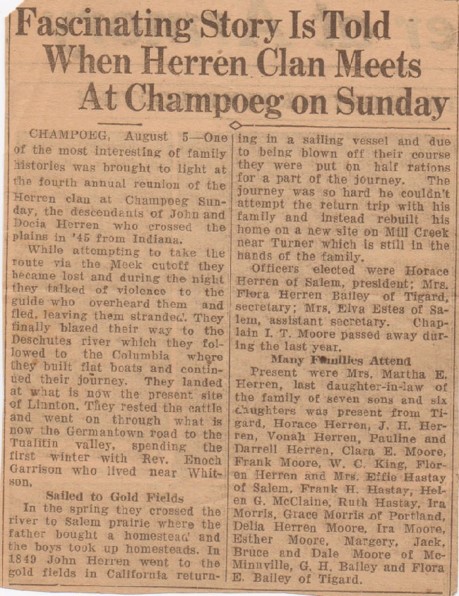 Fascinating Story Is Told
When Herren Clan Meets
At Champoeg on Sunday
CHAMPOEG, August 5—One
of the most interesting of family
histories was brought to light at
the fourth annual reunion of the
Herren clan at Champoeg Sun-
day, the descendants of John and
Docia Herren who crossed the
plains in '45 from Indiana.
While attempting to take the
route via the Meek cutoff they
became lost and during the night
they talked of violence to the
guide who overheard them and
fled, leaving them stranded. They
finally blazed their way to the
Deschutes river which they fol-
lowed to the Columbia where
they built flat boats and contin-
ued their journey. They landed
at what is now the present site
of Linnton. They rested the cattle
and went on through what is
now the Germantown road to the
Tualitin valley, spending the
first winter with Rev. Enoch
Garrison who lived near Whit-
son.
Sailed to Gold Fields
In the spring they crossed the
river to Salem prairie where the
father bought a homestead and
the boys took up homesteads. In
1849 John Herren went to the
gold fields in California return-
ing in a sailing vessel and due
to being blown off their course
they were put on half rations
for a part of the journey. The
journey was so hard he couldn't
attempt the return trip with his
family and instead rebuilt his
home on a new site on Mill Creek
near Turner which is still in the
hands of the family.
Officers elected were Horace
Herren of Salem, president; Mrs.
Flora Herren Bailey of Tigard,
secretary; Mrs. Elva Estes of Sa-
lem, assistant secretary. Chap-
lain I. T. Moore passed away dur-
ing the last year.
Many Families Attend
Present were Mrs. Martha E.
Herren, last daughter-in-law of
the family of seven sons and six
daughters was present from Ti-
gard, Horace Herren, J. H. Her-
ren, Vonah Herren, Pauline and
Darrell Herren, Clara E. Moore,
Frank Moore, W. C. King, Flor-
en Herren and Mrs. Effie Hastay
of Salem, Frank H. Hastay, Hel-
en G. McClaine, Ruth Hastay, Ira
Morris, Grace Morris of Portland,
Delia Herren Moore, Ira Moore,
Esther Moore, Margery, Jack,
Bruce and Dale Moore of Mc-
Minnville, G. H. Bailey and Flora
E. Bailey of Tigard.